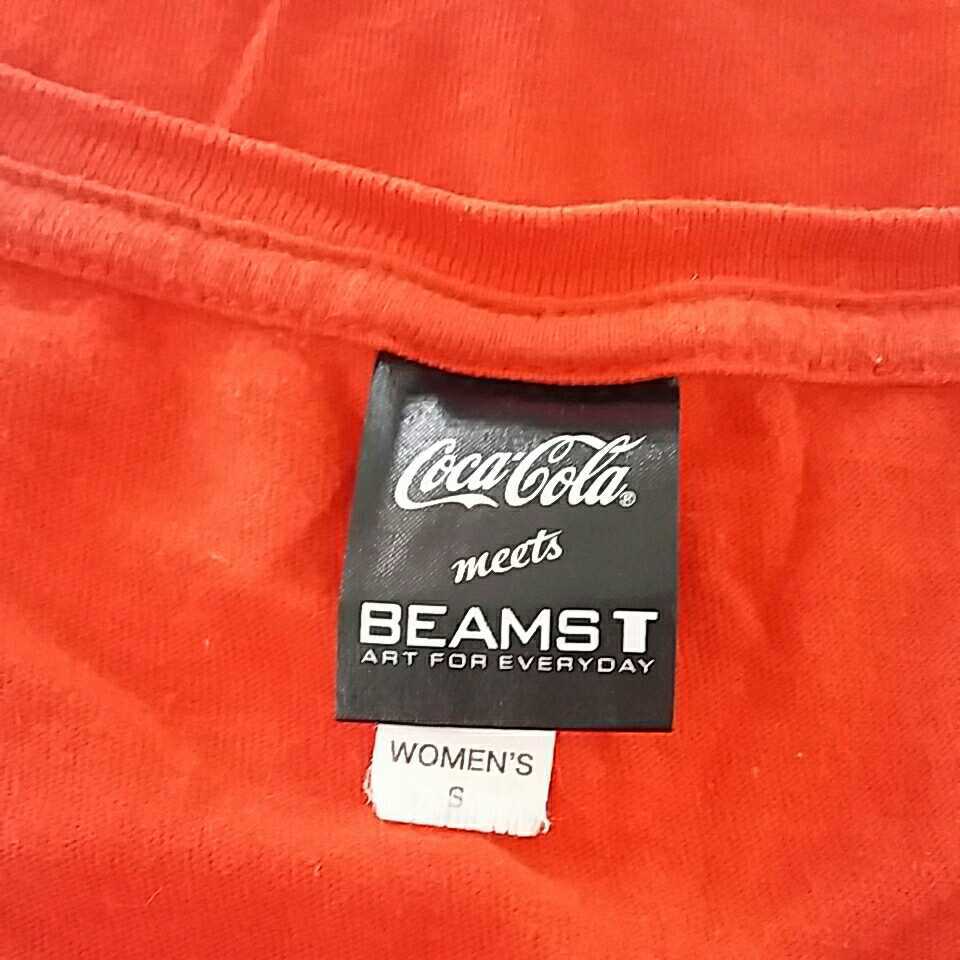 Coca-Cola®
meets
BEAMS T
ART FOR EVERYDAY
WOMEN'S
S